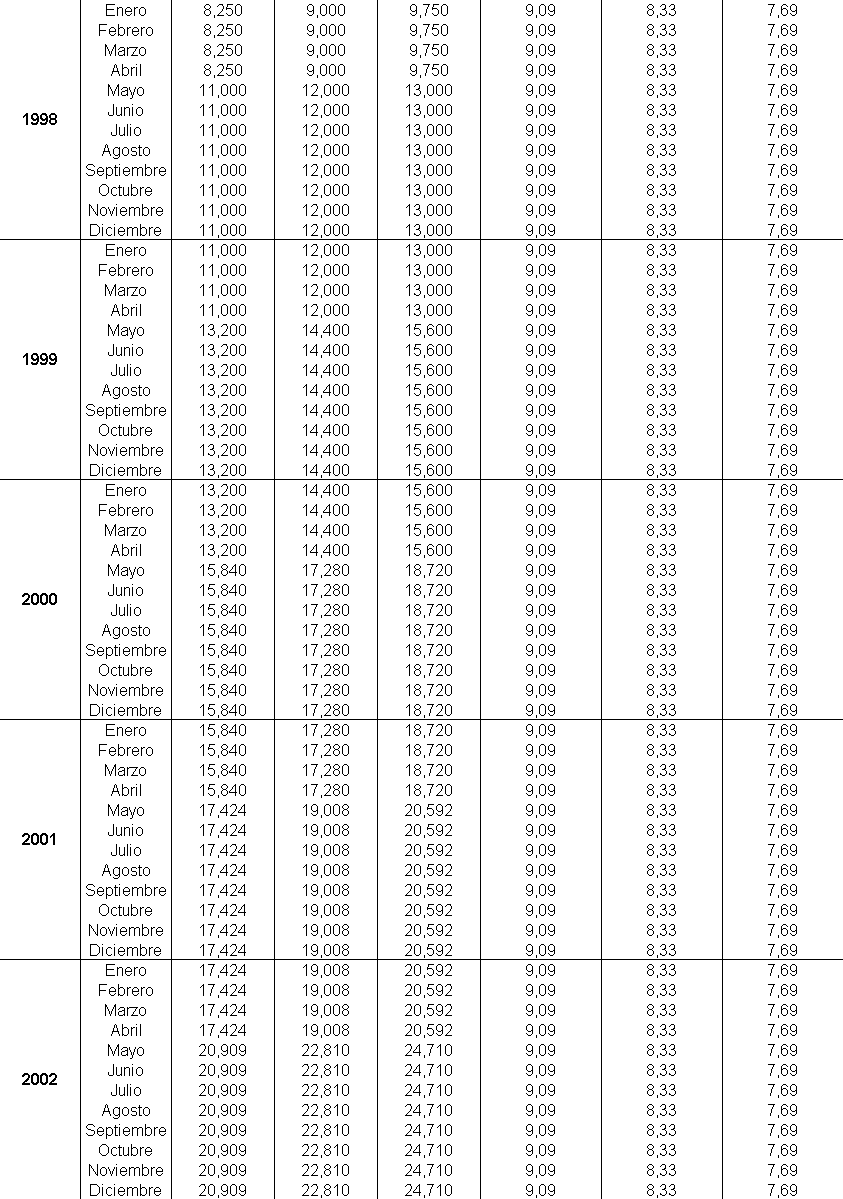 Enero 8,250 9,000 9,750 9,09 8,33 7,69
Febrero 8,250 9,000 9,750 9,09 8,33 7,69
Marzo 8,250 9,000 9,750 9,09 8,33 7,69
Abril 8,250 9,000 9,750 9,09 8,33 7,69
Mayo 11,000 12,000 13,000 9,09 8,33 7,69
Junio 11,000 12,000 13,000 9,09 8,33 7,69
1998
Julio 11,000 12,000 13,000 9,09 8,33 7,69
Agosto 11,000 12,000 13,000 9,09 8,33 7,69
Septiembre 11,000 12,000 13,000 9,09 8,33 7,69
Octubre 11,000 12,000 13,000 9,09 8,33 7,69
Noviembre 11,000 12,000 13,000 9,09 8,33 7,69
Diciembre 11,000 12,000 13,000 9,09 8,33 7,69
Enero 11,000 12,000 13,000 9,09 8,33 7,69
Febrero 11,000 12,000 13,000 9,09 8,33 7,69
Marzo 11,000 12,000 13,000 9,09 8,33 7,69
Abril 11,000 12,000 13,000 9,09 8,33 7,69
Mayo 13,200 14,400 15,600 9,09 8,33 7,69
Junio 13,200 14,400 15,600 9,09 8,33 7,69
1999
Julio 13,200 14,400 15,600 9,09 8,33 7,69
Agosto 13,200 14,400 15,600 9,09 8,33 7,69
Septiembre 13,200 14,400 15,600 9,09 8,33 7,69
Octubre 13,200 14,400 15,600 9,09 8,33 7,69
Noviembre 13,200 14,400 15,600 9,09 8,33 7,69
Diciembre 13,200 14,400 15,600 9,09 8,33 7,69
Enero 13,200 14,400 15,600 9,09 8,33 7,69
Febrero 13,200 14,400 15,600 9,09 8,33 7,69
Marzo 13,200 14,400 15,600 9,09 8,33 7,69
Abril 13,200 14,400 15,600 9,09 8,33 7,69
Mayo 15,840 17,280 18,720 9,09 8,33 7,69
Junio 15,840 17,280 18,720 9,09 8,33 7,69
2000
Julio 15,840 17,280 18,720 9,09 8,33 7,69
Agosto 15,840 17,280 18,720 9,09 8,33 7,69
Septiembre 15,840 17,280 18,720 9,09 8,33 7,69
Octubre 15,840 17,280 18,720 9,09 8,33 7,69
Noviembre 15,840 17,280 18,720 9,09 8,33 7,69
Diciembre 15,840 17,280 18,720 9,09 8,33 7,69
Enero 15,840 17,280 18,720 9,09 8,33 7,69
Febrero 15,840 17,280 18,720 9,09 8,33 7,69
Marzo 15,840 17,280 18,720 9,09 8,33 7,69
Abril 15,840 17,280 18,720 9,09 8,33 7,69
Mayo 17,424 19,008 20,592 9,09 8,33 7,69
Junio 17,424 19,008 20,592 9,09 8,33 7,69
2001
Julio 17,424 19,008 20,592 9,09 8,33 7,69
Agosto 17,424 19,008 20,592 9,09 8,33 7,69
Septiembre 17,424 19,008 20,592 9,09 8,33 7,69
Octubre 17,424 19,008 20,592 9,09 8,33 7,69
Noviembre 17,424 19,008 20,592 9,09 8,33 7,69
Diciembre 17,424 19,008 20,592 9,09 8,33 7,69
Enero 17,424 19,008 20,592 9,09 8,33 7,69
Febrero 17,424 19,008 20,592 9,09 8,33 7,69
Marzo 17,424 19,008 20,592 9,09 8,33 7,69
Abril 17,424 19,008 20,592 9,09 8,33 7,69
Mayo 20,909 22,810 24,710 9,09 8,33 7,69
Junio 20,909 22,810 24,710 9,09 8,33 7,69
2002
Julio 20,909 22,810 24,710 9,09 8,33 7,69
Agosto 20,909 22,810 24,710 9,09 8,33 7,69
Septiembre 20,909 22,810 24,710 9,09 8,33 7,69
Octubre 20,909 22,810 24,710 9,09 8,33 7,69
Noviembre 20,909 22,810 24,710 9,09 8,33 7,69
Diciembre 20,909 22,810 24,710 9,09 8,33 7,69